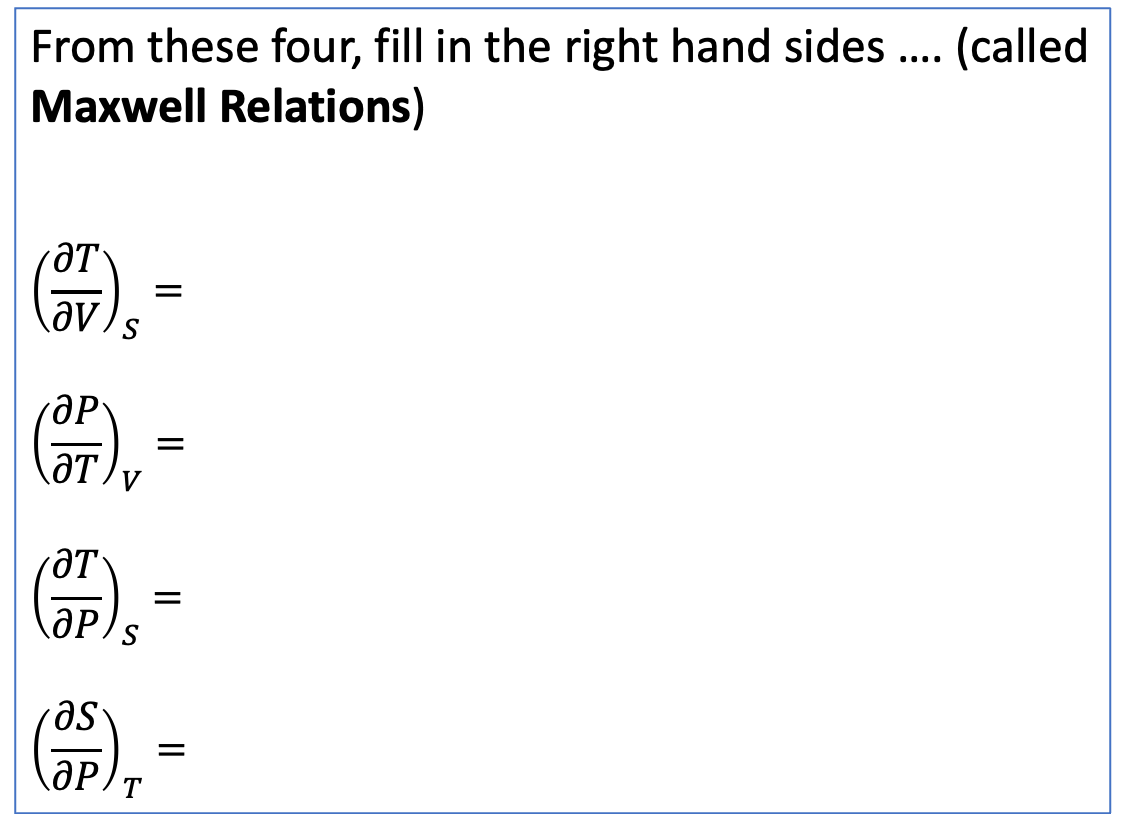 From these four, fill in the right hand sides .... (called
Maxwell Relations)
(∂T/∂V)_S =
(∂P/∂T)_V =
(∂T/∂P)_S =
(∂S/∂P)_T =